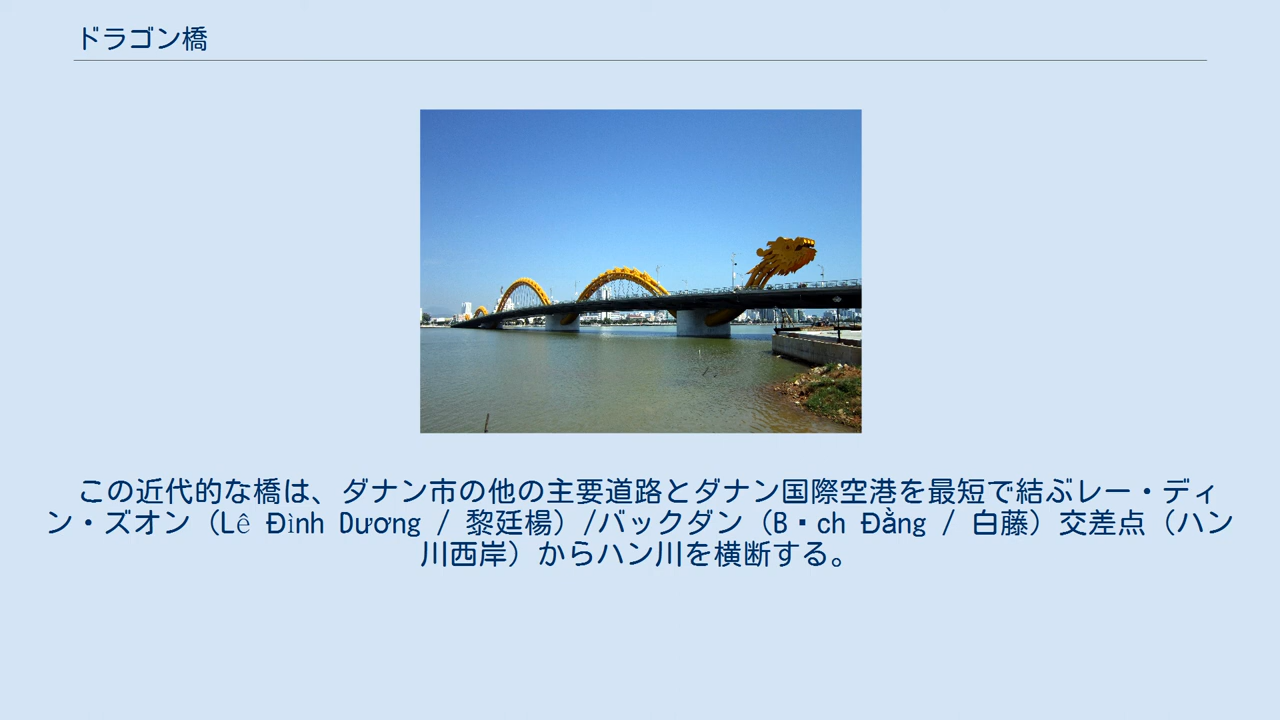 ドラゴン橋
この近代的な橋は、ダナン市の他の主要道路とダナン国際空港を最短で結ぶレー・ディ
ン・ズオン（Lê Đình Dương / 黎廷楊）/バックダン（B▪ch Đằng / 白藤）交差点（ハン
川西岸）からハン川を横断する。